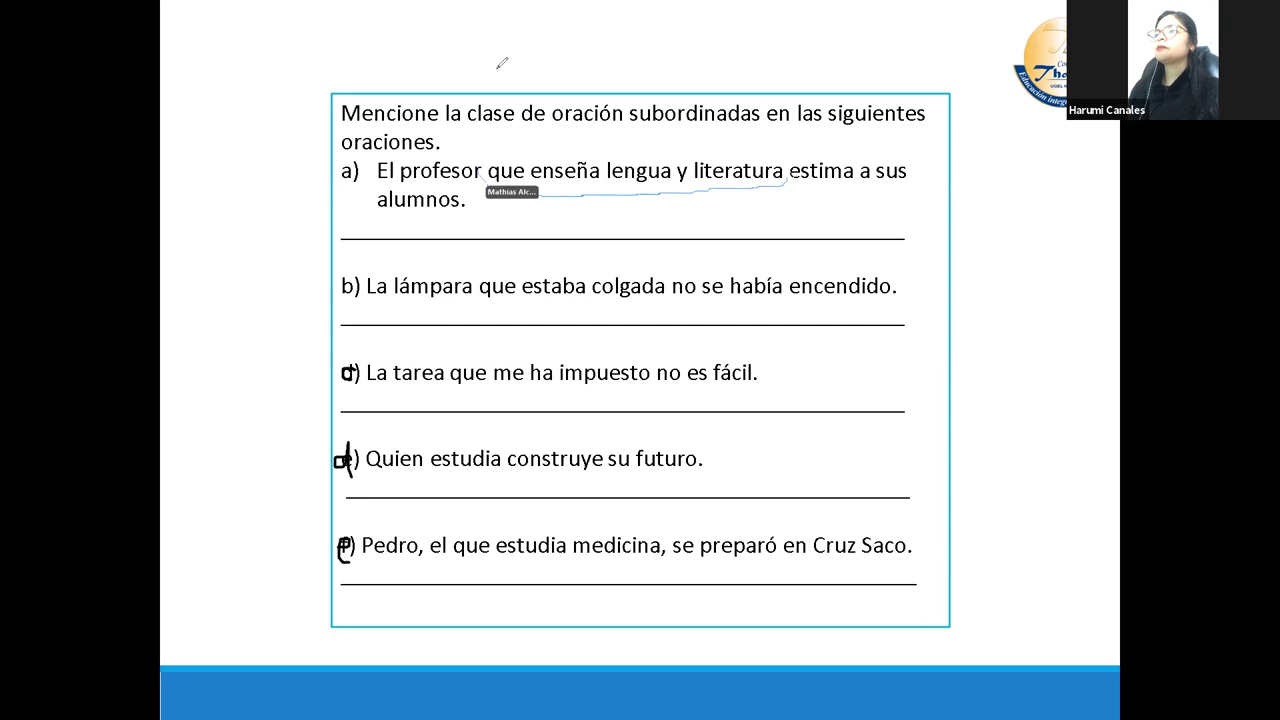 Mencione la clase de oración subordinadas en las siguientes
oraciones.
a) El profesor que enseña lengua y literatura estima a sus
Mathias Alc...
alumnos.
b) La lámpara que estaba colgada no se había encendido.
d) La tarea que me ha impuesto no es fácil.
e) Quien estudia construye su futuro.
f) Pedro, el que estudia medicina, se preparó en Cruz Saco.
Harumi Canales